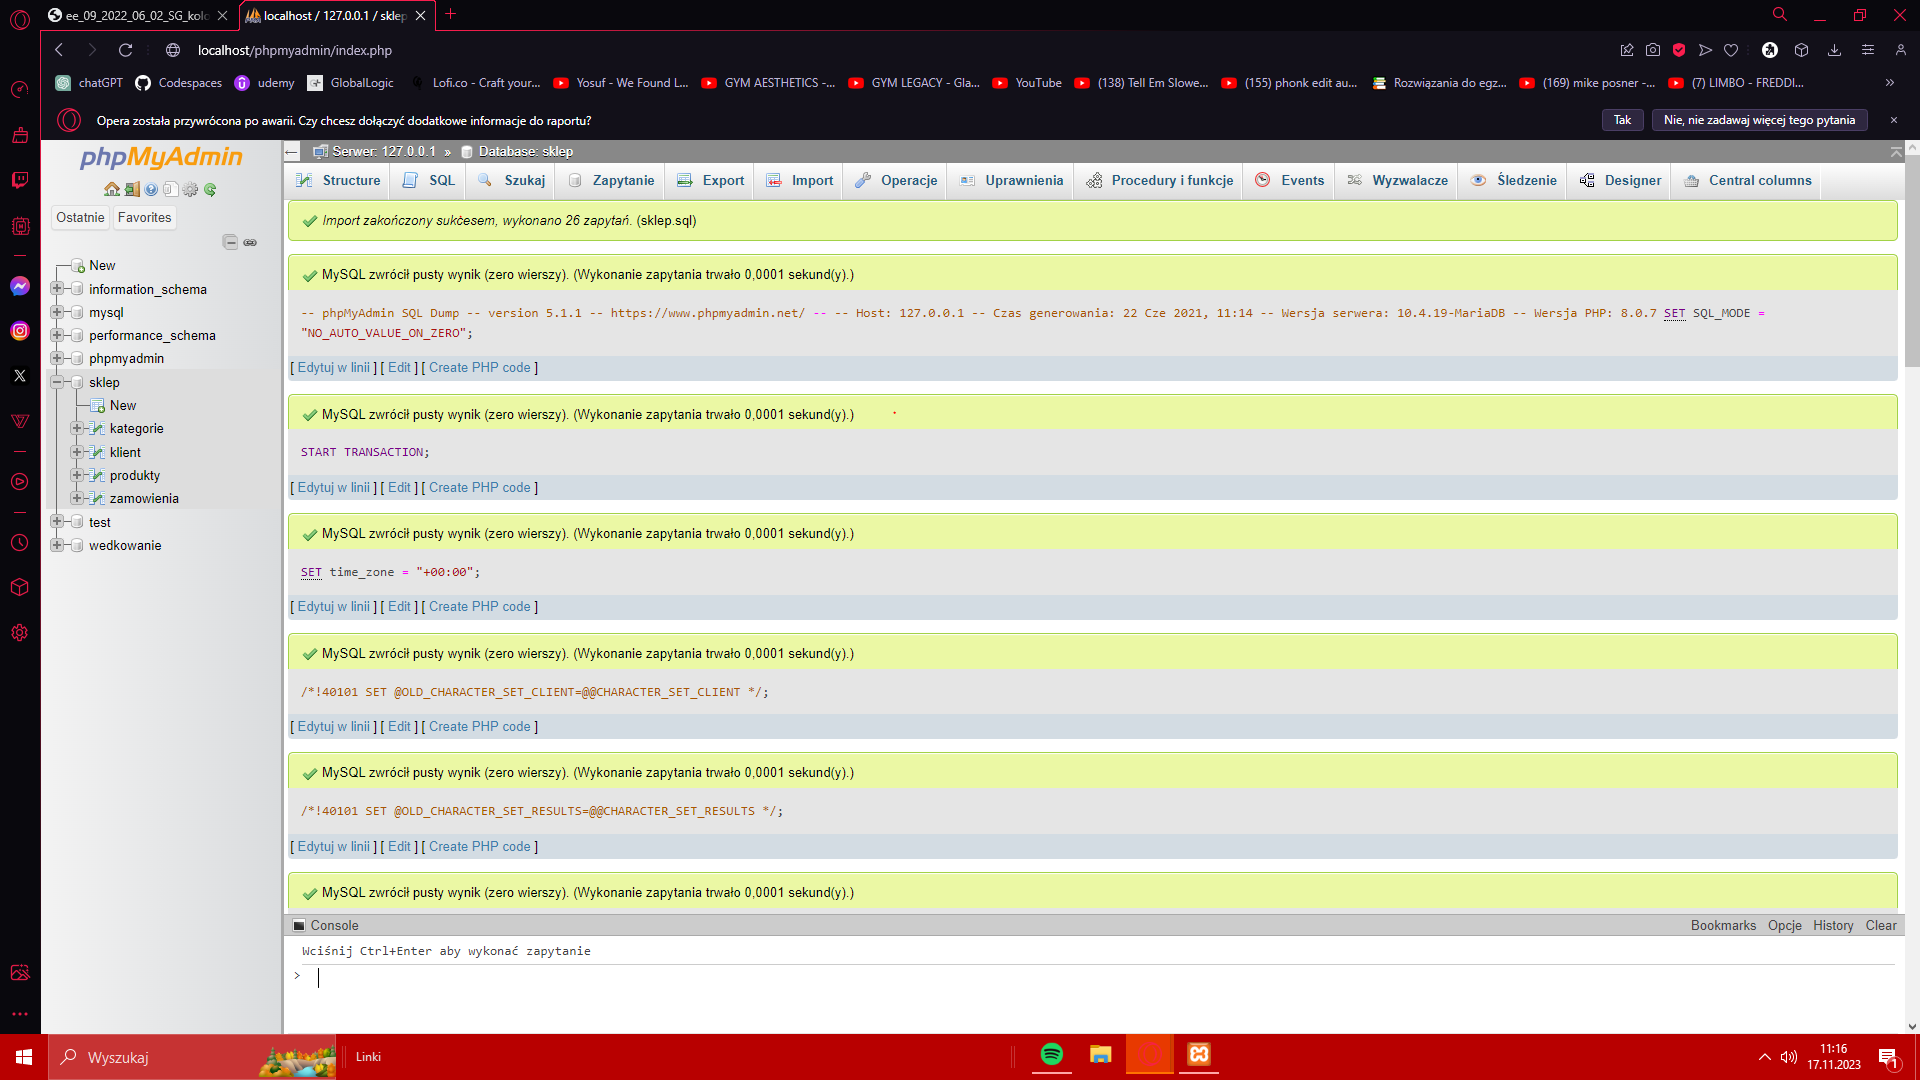 ee_09_2022_06_02_SG_kolo
localhost / 127.0.0.1 / sklep
localhost/phpmyadmin/index.php
chatGPT
Codespaces
udemy
GlobalLogic
Lofi.co - Craft your...
Yosuf - We Found L...
GYM AESTHETICS -...
GYM LEGACY - Gla...
YouTube
(138) Tell Em Slowe...
(155) phonk edit au...
Rozwiązania do egz...
(169) mike posner -...
(7) LIMBO - FREDDI...
»
Opera została przywrócona po awarii. Czy chcesz dołączyć dodatkowe informacje do raportu?
Tak
Nie, nie zadawaj więcej tego pytania
phpMyAdmin
Ostatnie
Favorites
New
information_schema
mysql
performance_schema
phpmyadmin
sklep
New
kategorie
klient
produkty
zamowienia
test
wedkowanie
Serwer: 127.0.0.1 » Database: sklep
Structure
SQL
Szukaj
Zapytanie
Export
Import
Operacje
Uprawnienia
Procedury i funkcje
Events
Wyzwalacze
Śledzenie
Designer
Central columns
Import zakończony sukcesem, wykonano 26 zapytań. (sklep.sql)
MySQL zwrócił pusty wynik (zero wierszy). (Wykonanie zapytania trwało 0,0001 sekund(y).)
-- phpMyAdmin SQL Dump -- version 5.1.1 -- https://www.phpmyadmin.net/ -- -- Host: 127.0.0.1 -- Czas generowania: 22 Cze 2021, 11:14 -- Wersja serwera: 10.4.19-MariaDB -- Wersja PHP: 8.0.7 SET SQL_MODE =
"NO_AUTO_VALUE_ON_ZERO";
[ Edytuj w linii ] [ Edit ] [ Create PHP code ]
MySQL zwrócił pusty wynik (zero wierszy). (Wykonanie zapytania trwało 0,0001 sekund(y).)
START TRANSACTION;
[ Edytuj w linii ] [ Edit ] [ Create PHP code ]
MySQL zwrócił pusty wynik (zero wierszy). (Wykonanie zapytania trwało 0,0001 sekund(y).)
SET time_zone = "+00:00";
[ Edytuj w linii ] [ Edit ] [ Create PHP code ]
MySQL zwrócił pusty wynik (zero wierszy). (Wykonanie zapytania trwało 0,0001 sekund(y).)
/*!40101 SET @OLD_CHARACTER_SET_CLIENT=@@CHARACTER_SET_CLIENT */;
[ Edytuj w linii ] [ Edit ] [ Create PHP code ]
MySQL zwrócił pusty wynik (zero wierszy). (Wykonanie zapytania trwało 0,0001 sekund(y).)
/*!40101 SET @OLD_CHARACTER_SET_RESULTS=@@CHARACTER_SET_RESULTS */;
[ Edytuj w linii ] [ Edit ] [ Create PHP code ]
MySQL zwrócił pusty wynik (zero wierszy). (Wykonanie zapytania trwało 0,0001 sekund(y).)
Console
Bookmarks
Opcje
History
Clear
Wciśnij Ctrl+Enter aby wykonać zapytanie
>
Wyszukaj
Linki
11:16
17.11.2023
1